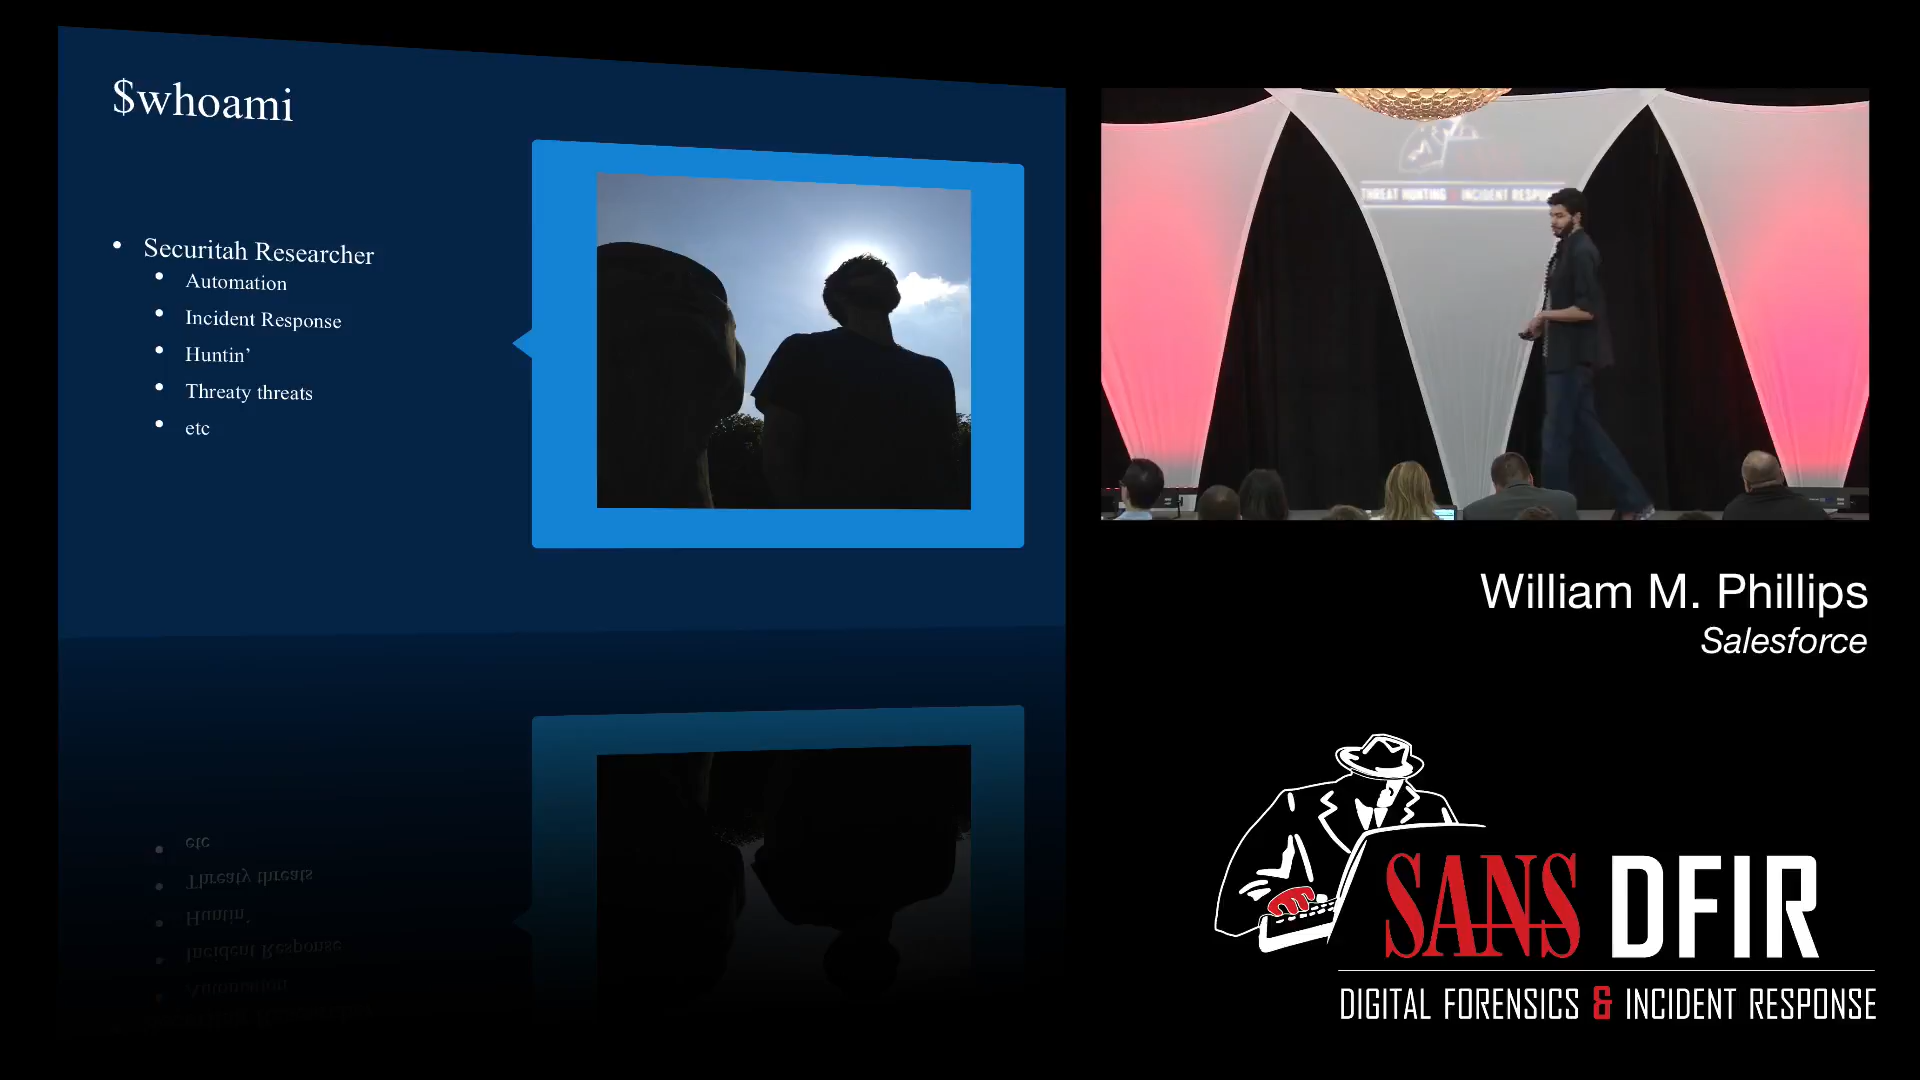 $whoami
Securitah Researcher
Automation
Incident Response
Huntin’
Threaty threats
etc
THREAT HUNTING & INCIDENT
William M. Phillips
Salesforce
SANS DFIR
DIGITAL FORENSICS & INCIDENT RESPONSE